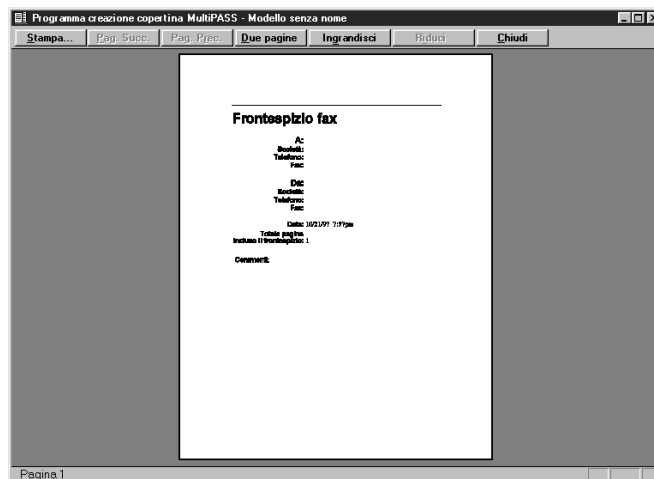 Programma creazione copertina MultiPASS - Modello senza nome
Stampa... Pag. Succ. Pag. Prec. Due pagine Ingrandisci Riduci Chiudi
Frontespizio fax
A:
Società:
Telefono:
Fax:
Da:
Società:
Telefono:
Fax:
Data: 10/21/97 7:37pm
Totale pagine
incluso il frontespizio: 1
Commenti:
Pagina 1